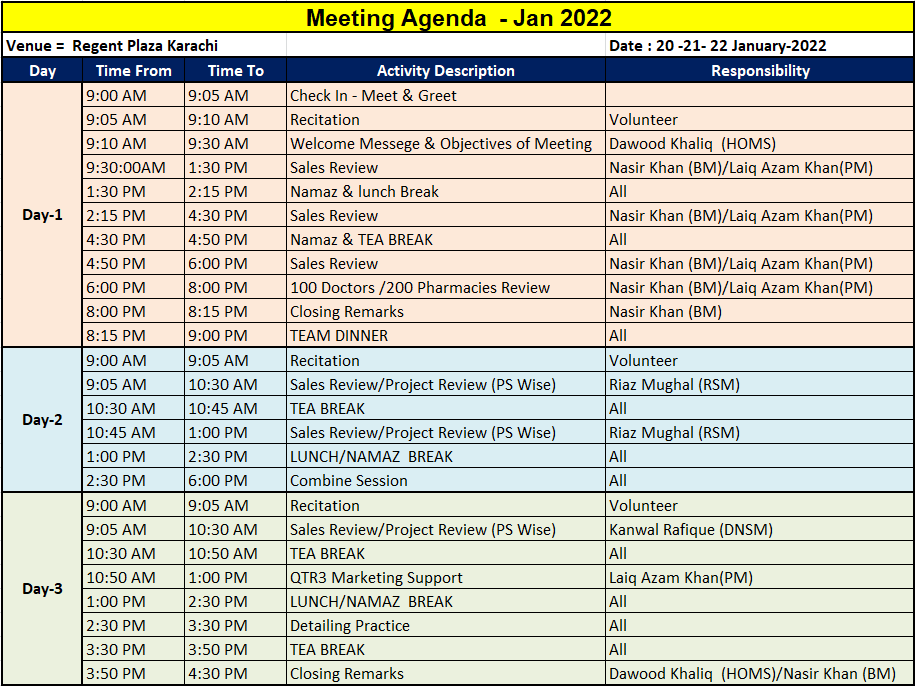 Meeting Agenda - Jan 2022
Venue = Regent Plaza Karachi Date : 20 -21- 22 January-2022
Day Time From Time To Activity Description Responsibility
9:00 AM 9:05 AM Check In - Meet & Greet
9:05 AM 9:10 AM Recitation Volunteer
9:10 AM 9:30 AM Welcome Messege & Objectives of Meeting Dawood Khaliq (HOMS)
9:30:00AM 1:30 PM Sales Review Nasir Khan (BM)/Laiq Azam Khan(PM)
1:30 PM 2:15 PM Namaz & lunch Break All
Day-1 2:15 PM 4:30 PM Sales Review Nasir Khan (BM)/Laiq Azam Khan(PM)
4:30 PM 4:50 PM Namaz & TEA BREAK All
4:50 PM 6:00 PM Sales Review Nasir Khan (BM)/Laiq Azam Khan(PM)
6:00 PM 8:00 PM 100 Doctors /200 Pharmacies Review Nasir Khan (BM)/Laiq Azam Khan(PM)
8:00 PM 8:15 PM Closing Remarks Nasir Khan (BM)
8:15 PM 9:00 PM TEAM DINNER All
9:00 AM 9:05 AM Recitation Volunteer
9:05 AM 10:30 AM Sales Review/Project Review (PS Wise) Riaz Mughal (RSM)
10:30 AM 10:45 AM TEA BREAK All
Day-2 10:45 AM 1:00 PM Sales Review/Project Review (PS Wise) Riaz Mughal (RSM)
1:00 PM 2:30 PM LUNCH/NAMAZ BREAK All
2:30 PM 6:00 PM Combine Session All
9:00 AM 9:05 AM Recitation Volunteer
9:05 AM 10:30 AM Sales Review/Project Review (PS Wise) Kanwal Rafique (DNSM)
10:30 AM 10:50 AM TEA BREAK All
Day-3 10:50 AM 1:00 PM QTR3 Marketing Support Laiq Azam Khan(PM)
1:00 PM 2:30 PM LUNCH/NAMAZ BREAK All
2:30 PM 3:30 PM Detailing Practice All
3:30 PM 3:50 PM TEA BREAK All
3:50 PM 4:30 PM Closing Remarks Dawood Khaliq (HOMS)/Nasir Khan (BM)